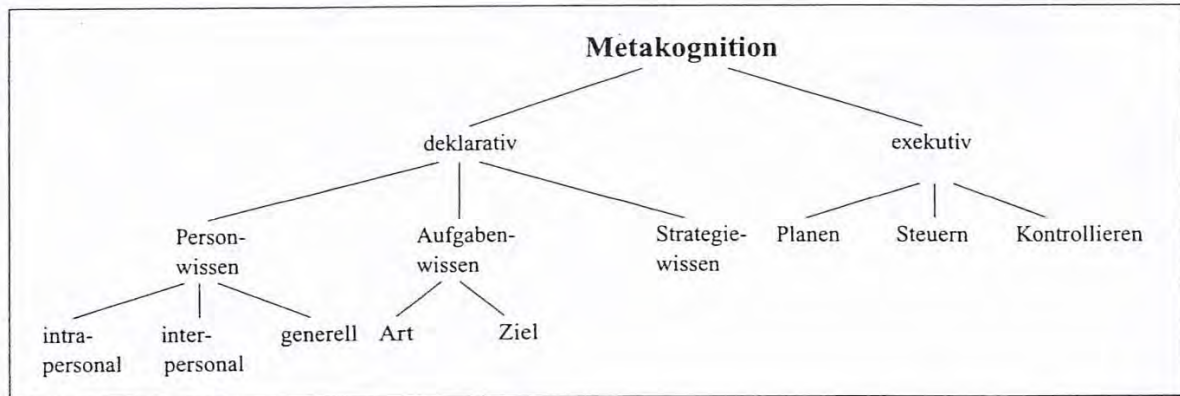 Metakognition
deklarativ
exekutiv
Person-
wissen
Aufgaben-
wissen
Strategie-
wissen
Planen
Steuern
Kontrollieren
intra-
personal
inter-
personal
generell
Art
Ziel